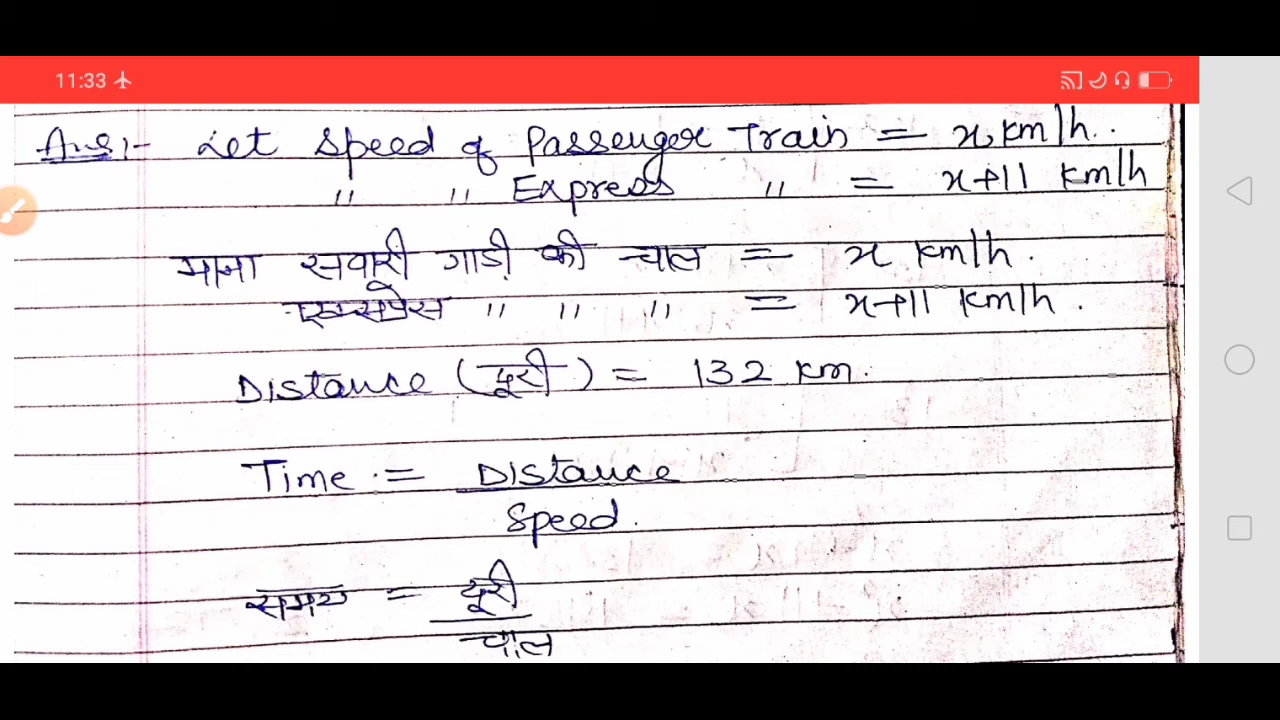 11:33
Ans:- Let Speed of Passenger Train = x km/h.
" " Express " = x+11 km/h
माना सवारी गाडी़ की चाल = x km/h.
एक्सप्रेस " " " = x+11 km/h.
Distance (दूरी) = 132 km.
Time = Distance
Speed.
समय = दूरी
चाल